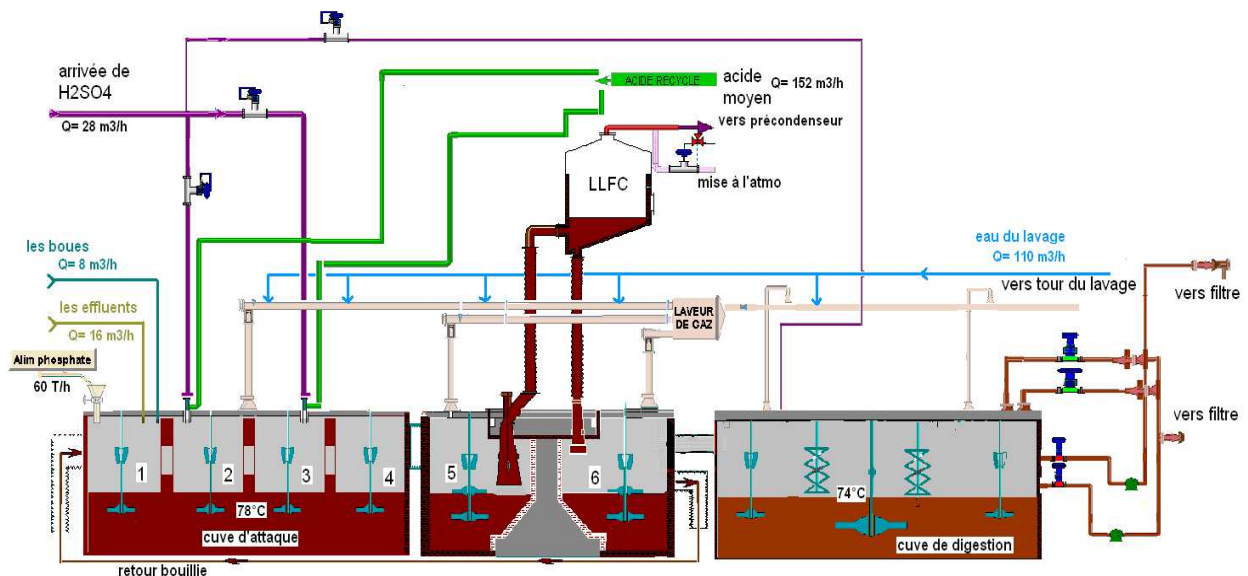 arrivée de
H2SO4
Q= 28 m3/h
ACIDE RECYCLE
acide
moyen
Q= 152 m3/h
vers précondenseur
LLFC
mise à l'atmo
les boues
Q= 8 m3/h
les effluents
Q= 16 m3/h
Alim phosphate
60 T/h
eau du lavage
Q= 110 m3/h
vers tour du lavage
LAVEUR
DE GAZ
vers filtre
vers filtre
1
2
3
4
5
6
78°C
cuve d'attaque
74°C
cuve de digestion
retour bouillie